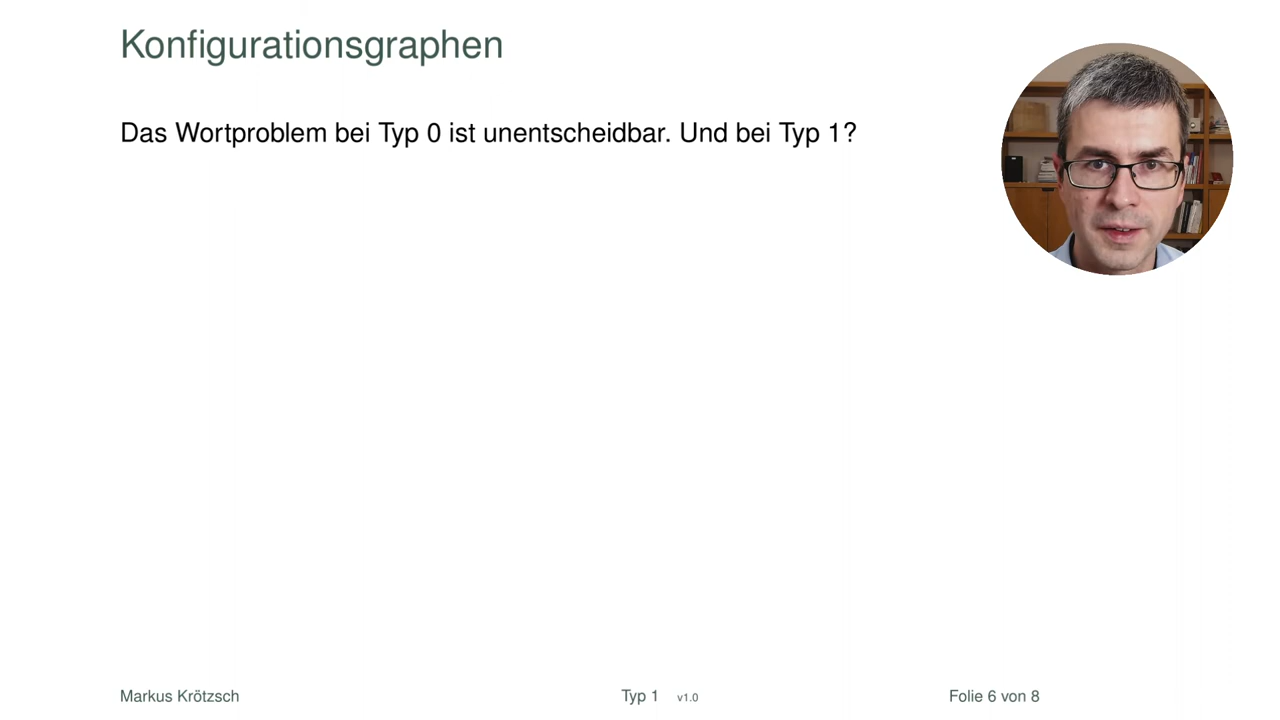 Konfigurationsgraphen
Das Wortproblem bei Typ 0 ist unentscheidbar. Und bei Typ 1?
Markus Krötzsch
Typ 1 v1.0
Folie 6 von 8